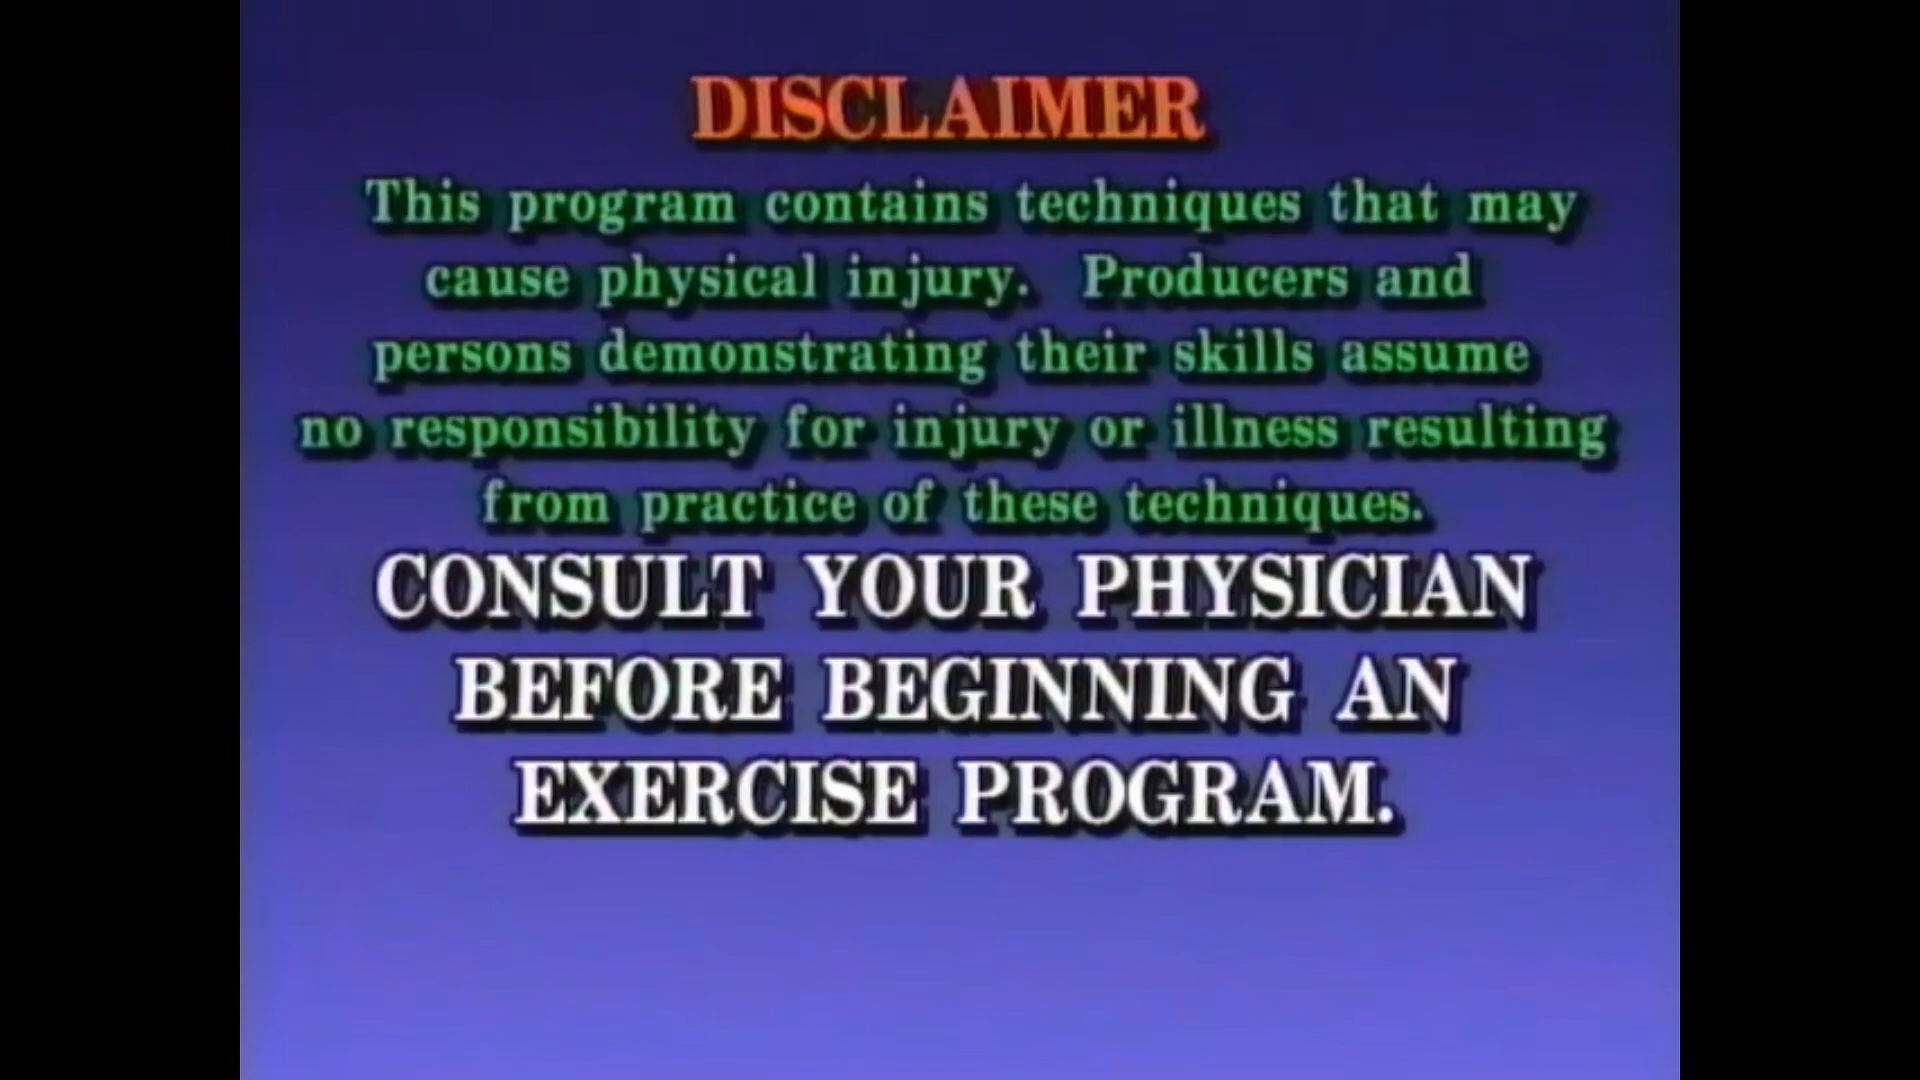 DISCLAIMER
This program contains techniques that may
cause physical injury. Producers and
persons demonstrating their skills assume
no responsibility for injury or illness resulting
from practice of these techniques.
CONSULT YOUR PHYSICIAN
BEFORE BEGINNING AN
EXERCISE PROGRAM.